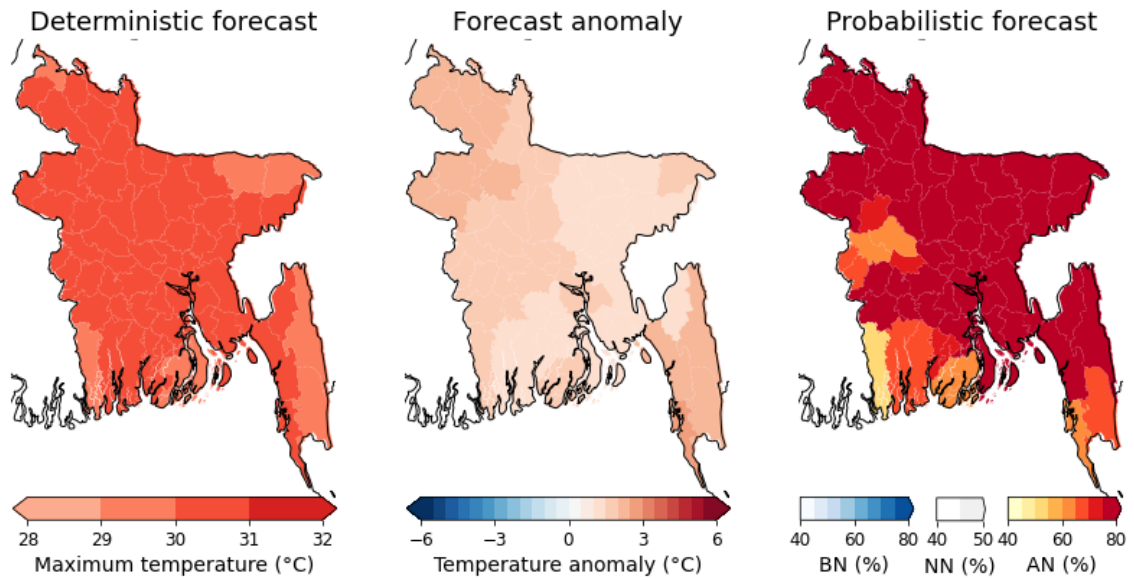 Deterministic forecast
Forecast anomaly
Probabilistic forecast
28 29 30 31 32
Maximum temperature (°C)
−6 −3 0 3 6
Temperature anomaly (°C)
40 60 80
BN (%)
40 50
NN (%)
40 60 80
AN (%)